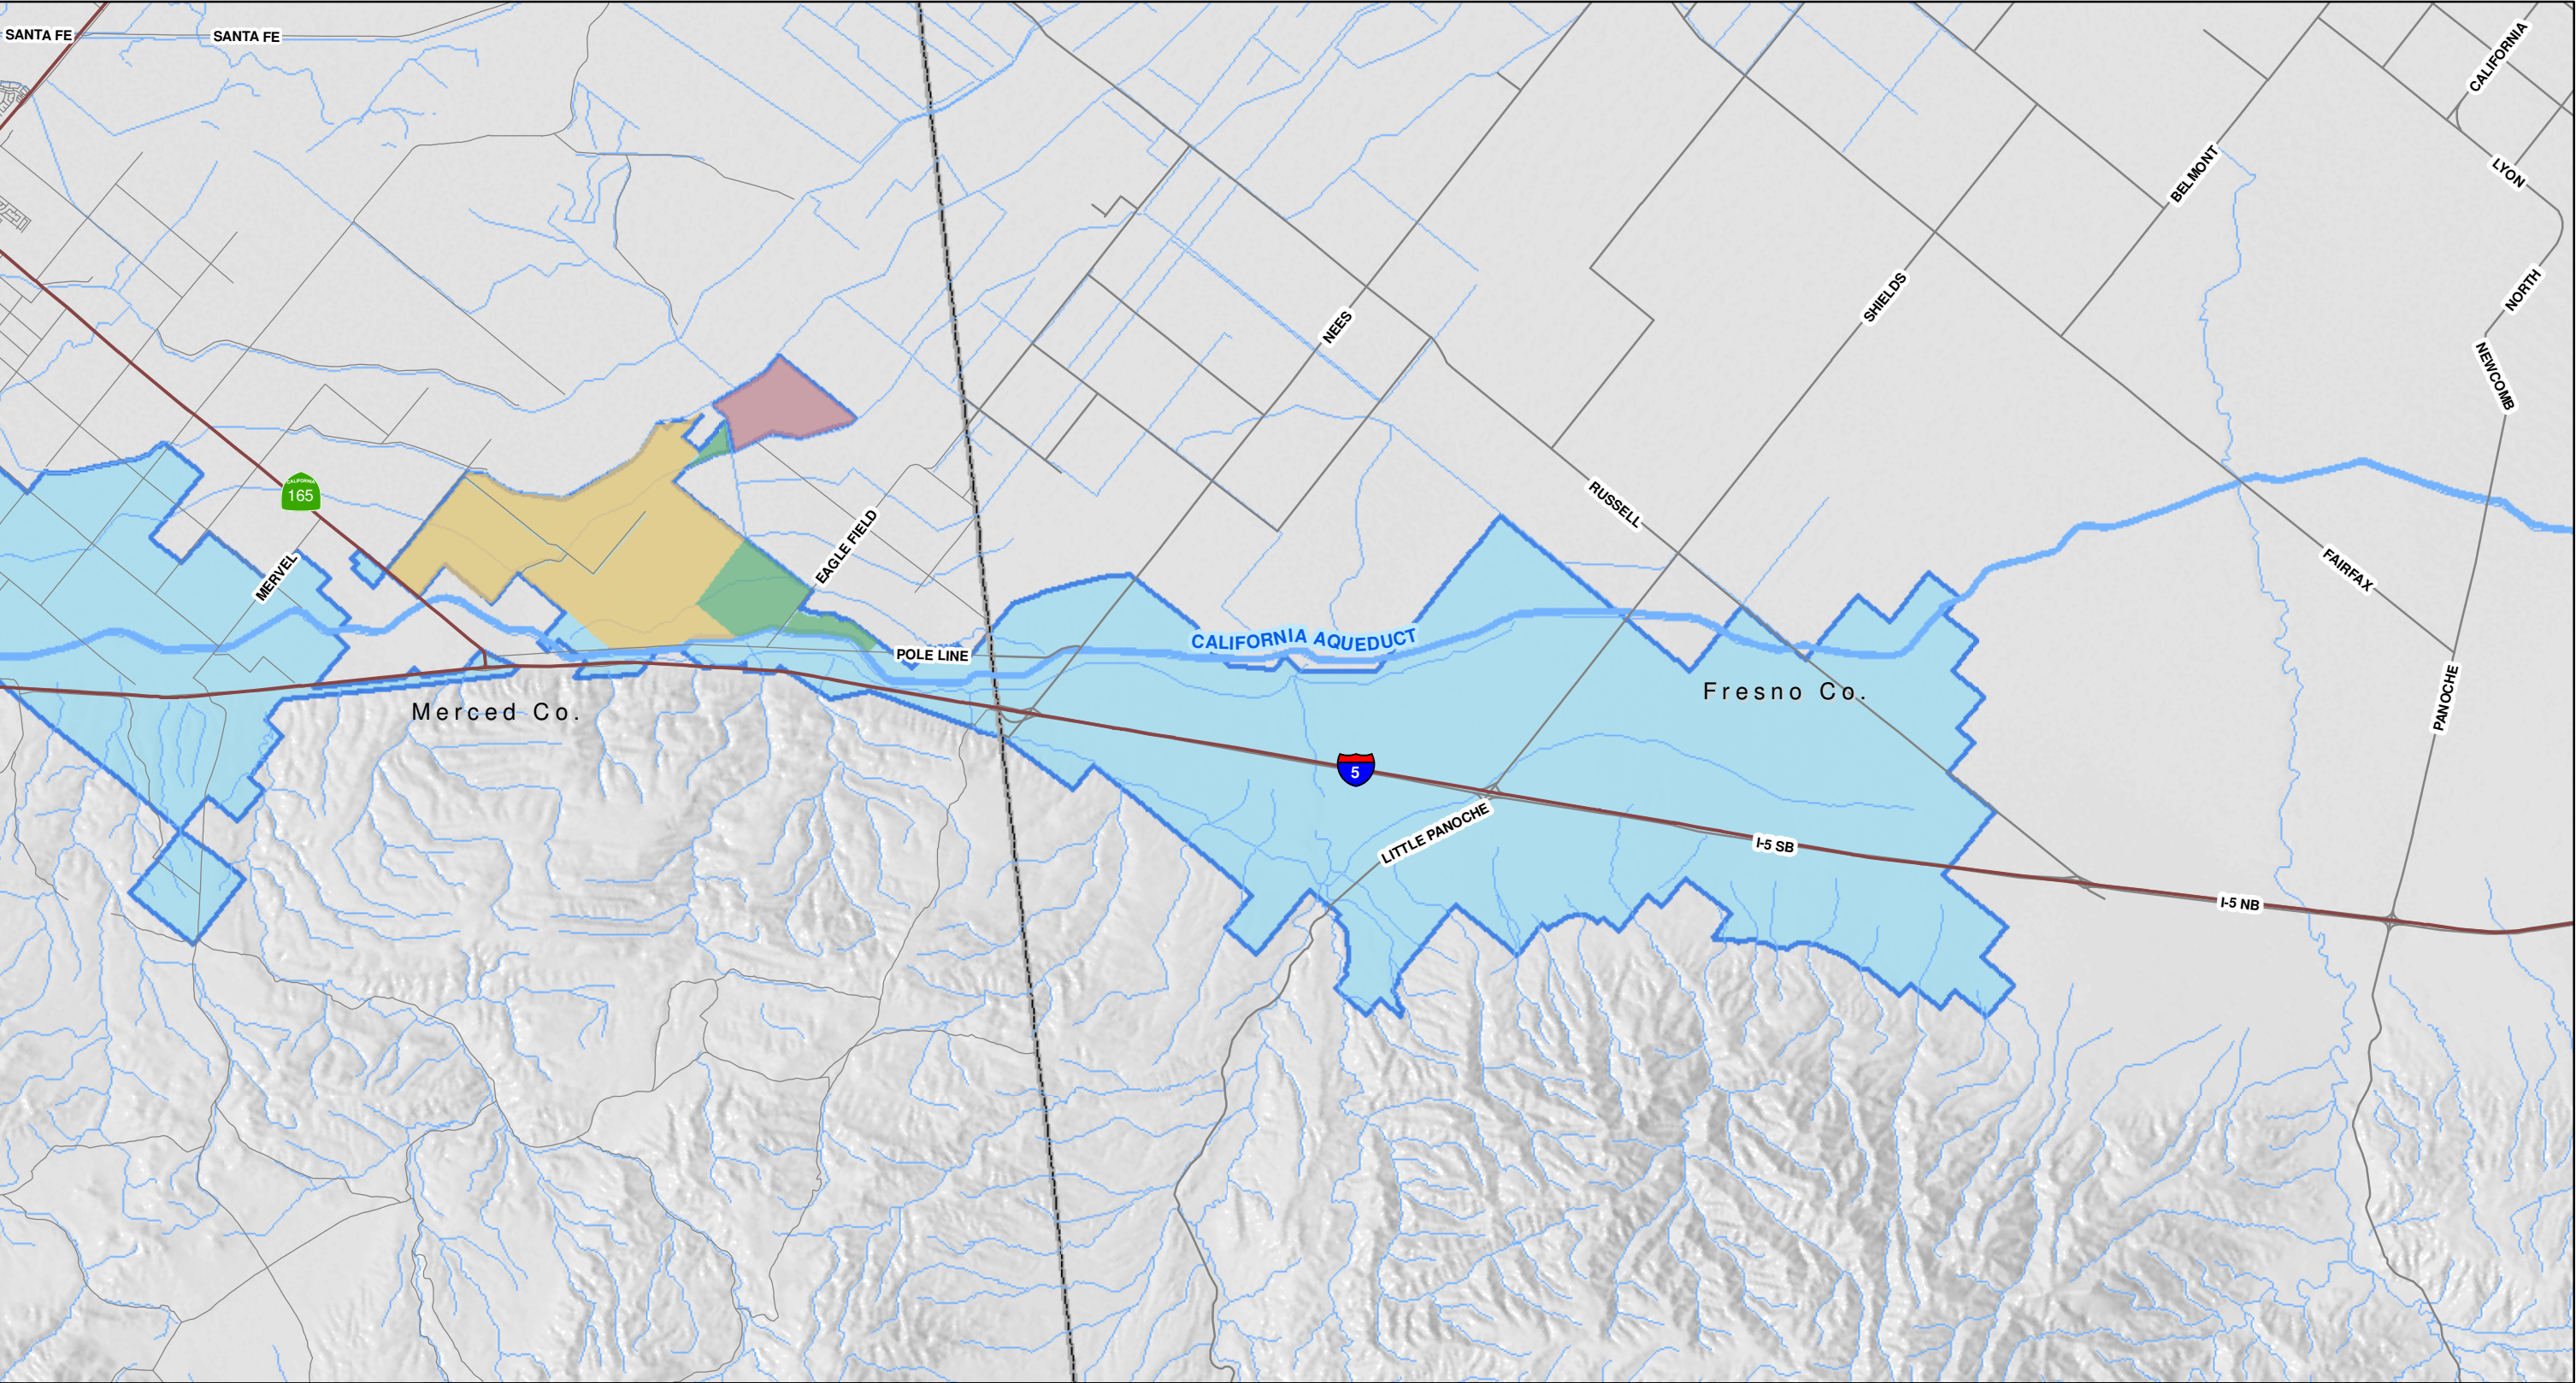 SANTA FE
SANTA FE
CALIFORNIA
BELMONT
LYON
NORTH
SHIELDS
NEES
NEWCOMB
CALIFORNIA
165
RUSSELL
EAGLE FIELD
MERVEL
FAIRFAX
CALIFORNIA AQUEDUCT
POLE LINE
Fresno Co.
PANOCHE
Merced Co.
5
LITTLE PANOCHE
I-5 SB
I-5 NB